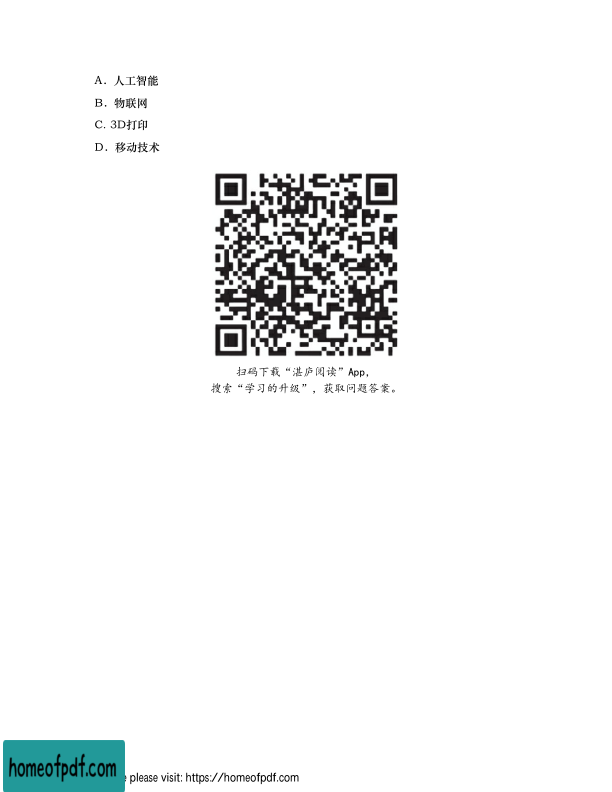 A．人工智能
B．物联网
C. 3D打印
D．移动技术
扫码下载“湛庐阅读”App,
搜索“学习的升级”，获取问题答案。
homeofpdf.com
e please visit: https://homeofpdf.com